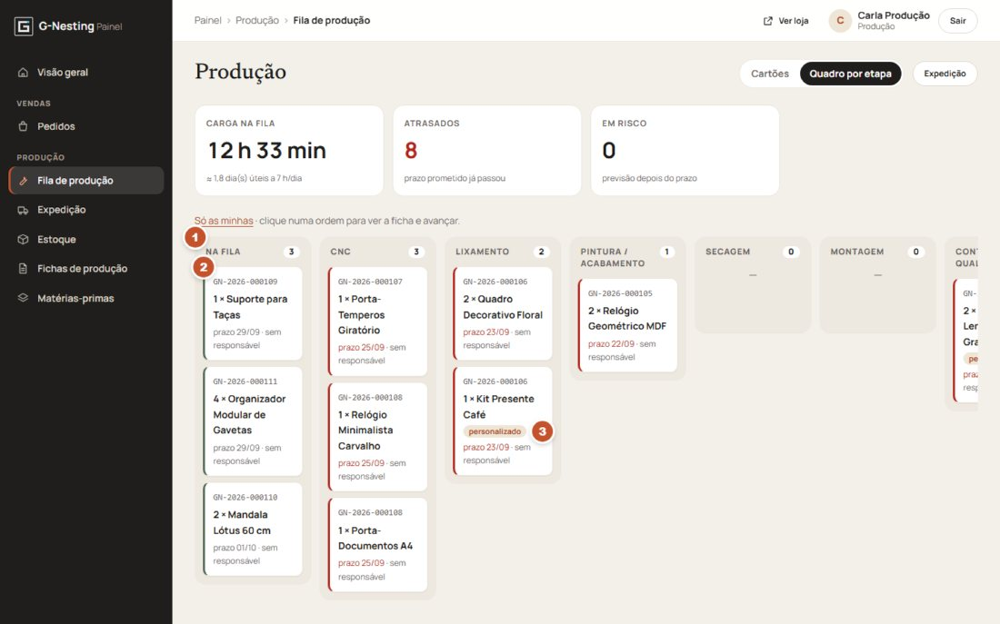 G-Nesting Painel
Visão geral
VENDAS
Pedidos
PRODUÇÃO
Fila de produção
Expedição
Estoque
Fichas de produção
Matérias-primas
Painel › Produção › Fila de produção
Ver loja
C
Carla Produção
Produção
Sair
Produção
Cartões
Quadro por etapa
Expedição
CARGA NA FILA
12 h 33 min
≈ 1,8 dia(s) úteis a 7 h/dia
ATRASADOS
8
prazo prometido já passou
EM RISCO
0
previsão depois do prazo
Só as minhas · clique numa ordem para ver a ficha e avançar.
1
NA FILA 3
2
GN-2026-000109
1 × Suporte para
Taças
prazo 29/09 · sem
responsável
GN-2026-000111
4 × Organizador
Modular de
Gavetas
prazo 29/09 · sem
responsável
GN-2026-000110
2 × Mandala
Lótus 60 cm
prazo 01/10 · sem
responsável
CNC 3
GN-2026-000107
1 × Porta-
Temperos
Giratório
prazo 25/09 · sem
responsável
GN-2026-000108
1 × Relógio
Minimalista
Carvalho
prazo 25/09 · sem
responsável
GN-2026-000108
1 × Porta-
Documentos A4
prazo 25/09 · sem
responsável
LIXAMENTO 2
GN-2026-000106
2 × Quadro
Decorativo Floral
prazo 23/09 · sem
responsável
GN-2026-000106
1 × Kit Presente
Café
personalizado
3
prazo 23/09 · sem
responsável
PINTURA / 1
ACABAMENTO
GN-2026-000105
2 × Relógio
Geométrico MDF
prazo 22/09 · sem
responsável
SECAGEM 0
—
MONTAGEM 0
—
CONT
QUAL
GN-
2 ×
Ler
Gra
pe
praz
resp